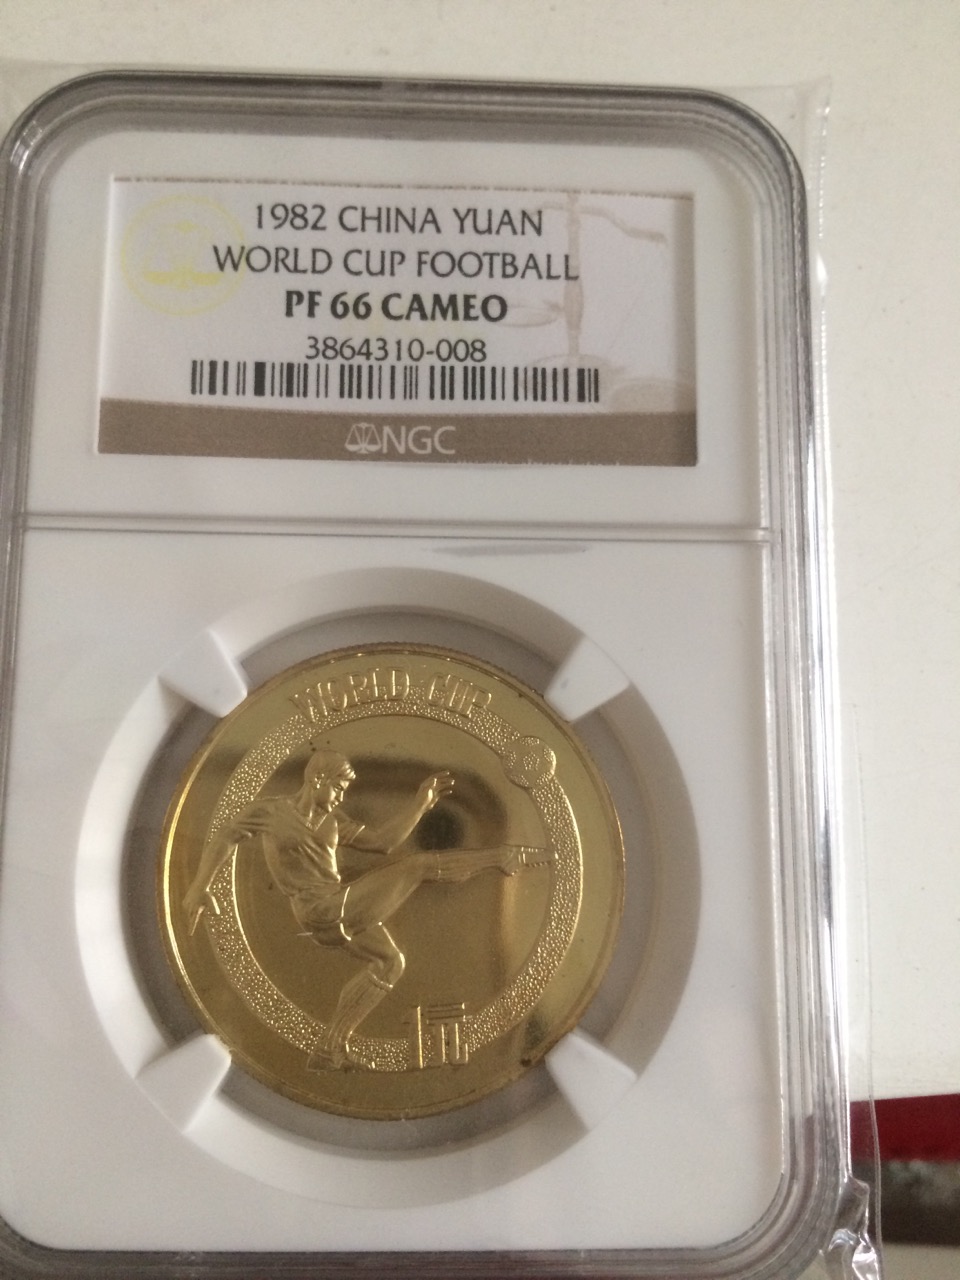 1982 CHINA YUAN
WORLD CUP FOOTBALL
PF 66 CAMEO
3864310-008
NGC
WORLD CUP
1元